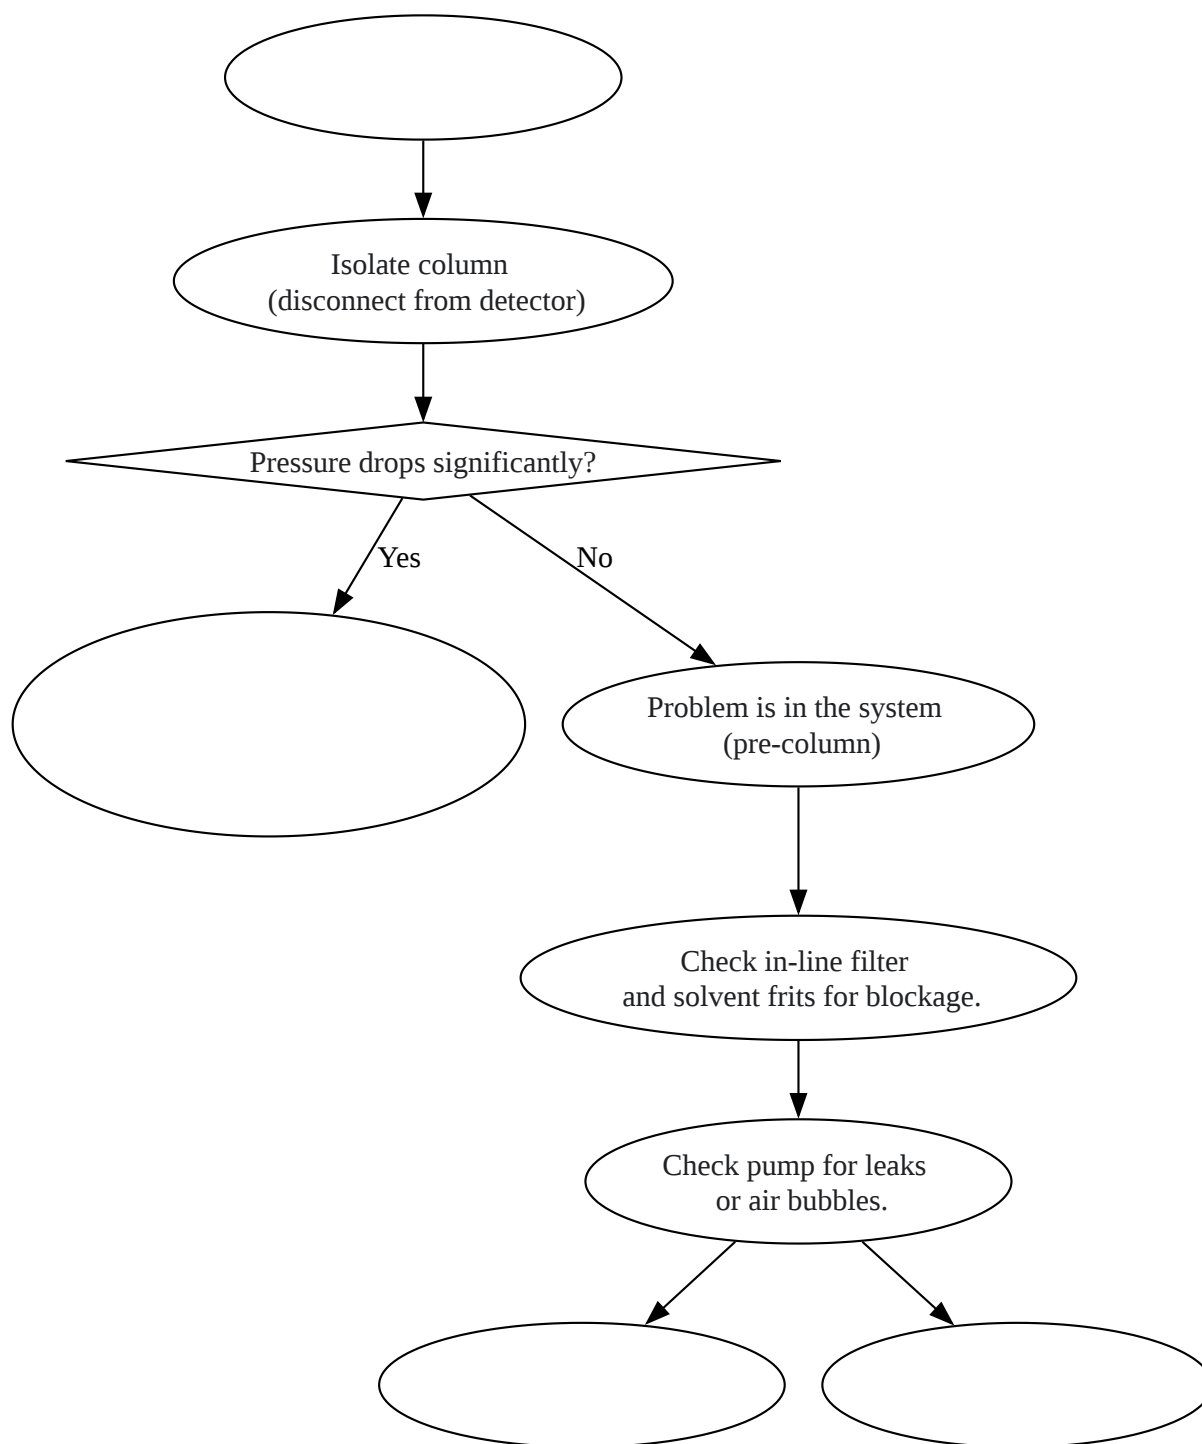 Isolate column
(disconnect from detector)
Pressure drops significantly?
Yes
No
Problem is in the system
(pre-column)
Check in-line filter
and solvent frits for blockage.
Check pump for leaks
or air bubbles.